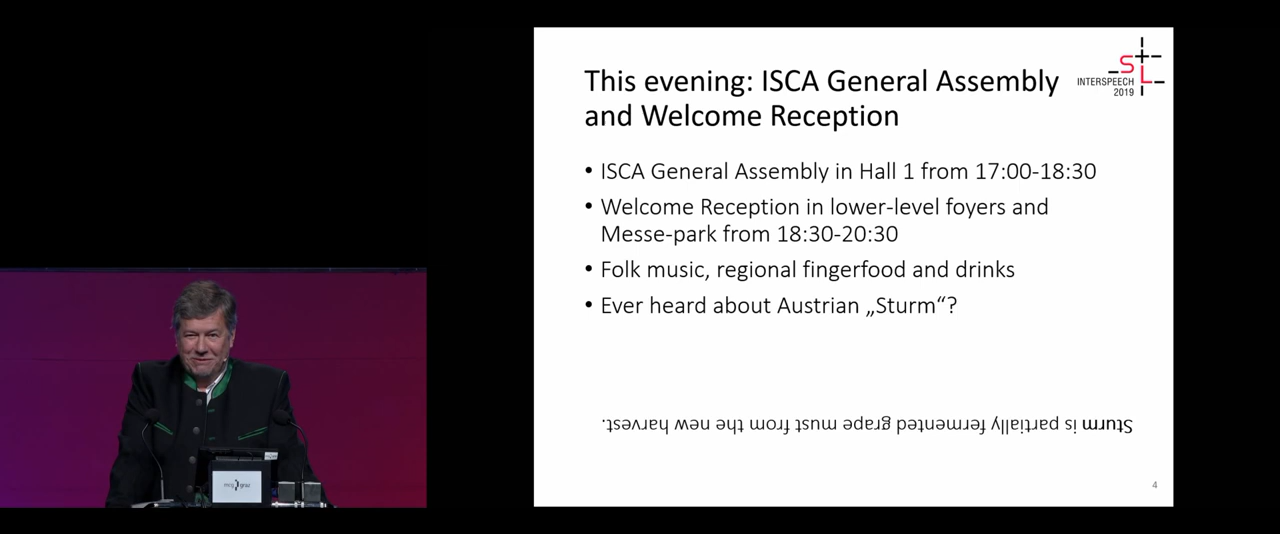 This evening: ISCA General Assembly
and Welcome Reception
S
L
INTERSPEECH
2019
• ISCA General Assembly in Hall 1 from 17:00-18:30
• Welcome Reception in lower-level foyers and
Messe-park from 18:30-20:30
• Folk music, regional fingerfood and drinks
• Ever heard about Austrian „Sturm“?
Sturm is partially fermented grape must from the new harvest.
4
mcg graz